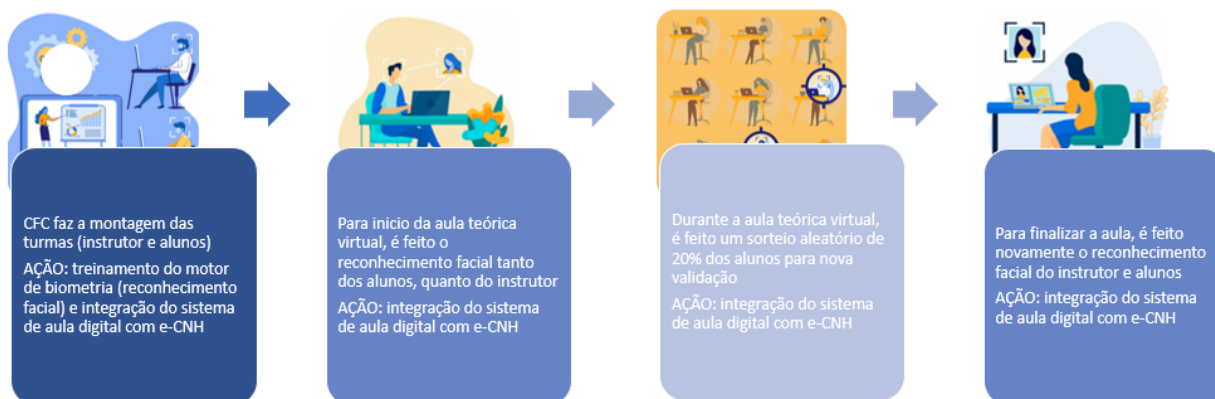 CFC faz a montagem das
turmas (instrutor e alunos)
AÇÃO: treinamento do motor
de biometria (reconhecimento
facial) e integração do sistema
de aula digital com e-CNH
Para inicio da aula teórica
virtual, é feito o
reconhecimento facial tanto
dos alunos, quanto do instrutor
AÇÃO: integração do sistema
de aula digital com e-CNH
Durante a aula teórica virtual,
é feito um sorteio aleatório de
20% dos alunos para nova
validação
AÇÃO: integração do sistema
de aula digital com e-CNH
Para finalizar a aula, é feito
novamente o reconhecimento
facial do instrutor e alunos
AÇÃO: integração do sistema
de aula digital com e-CNH